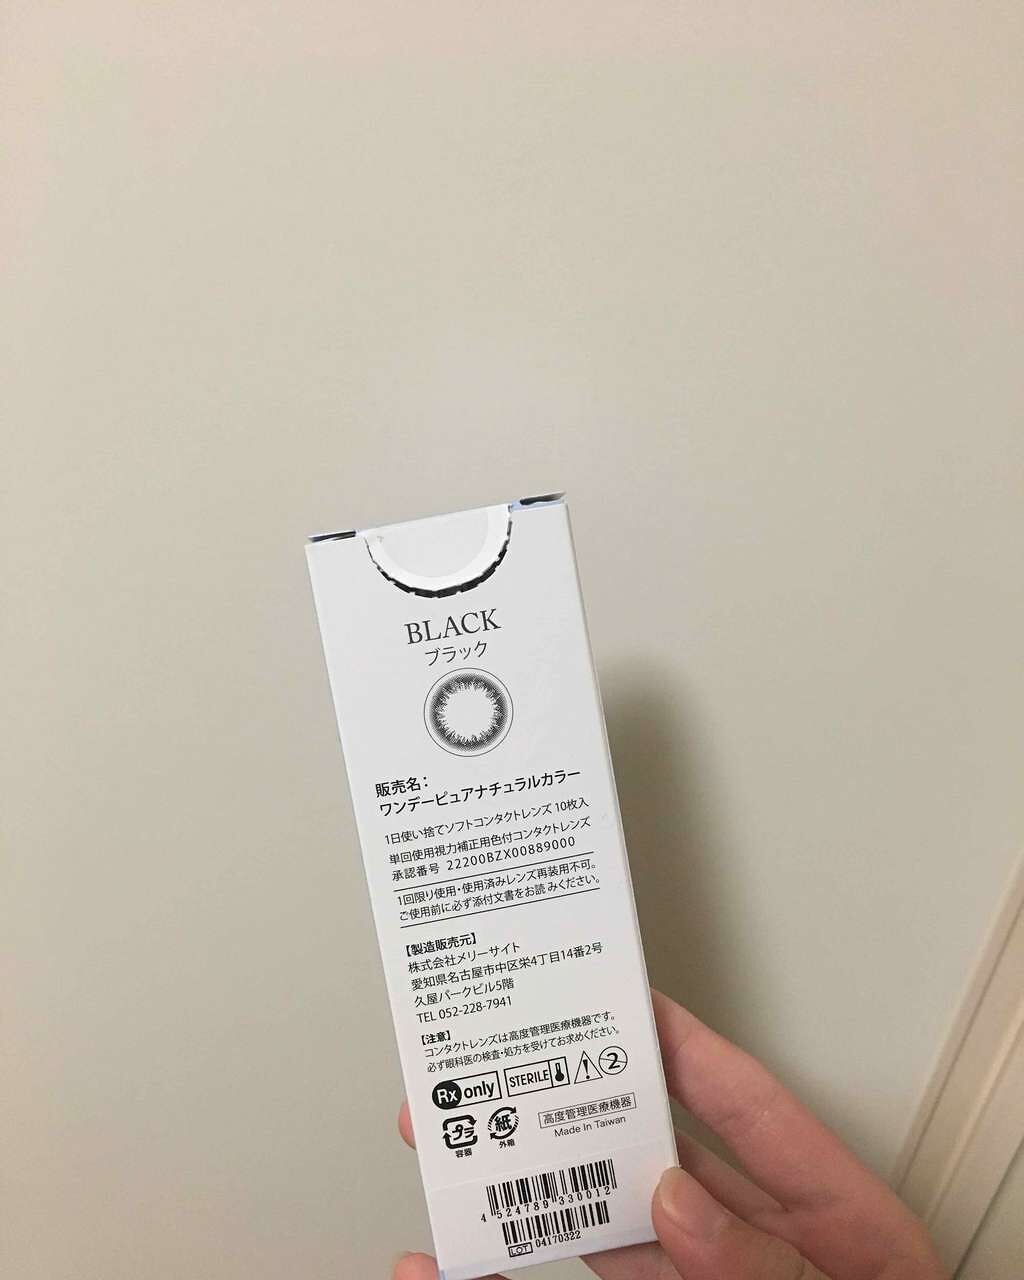 BLACK
ブラック
販売名：
ワンデーピュアナチュラルカラー
1日使い捨てソフトコンタクトレンズ 10枚入
単回使用視力補正用色付コンタクトレンズ
承認番号 22200BZX00889000
1回限り使用・使用済みレンズ再装用不可。
ご使用前に必ず添付文書をお読みください。
【製造販売元】
株式会社メリーサイト
愛知県名古屋市中区栄4丁目14番2号
久屋パークビル5階
TEL 052-228-7941
【注意】
コンタクトレンズは高度管理医療機器です。
必ず眼科医の検査・処方を受けてお求めください。
Rx only STERILE ! 2
プラ 紙 高度管理医療機器
容器 外箱 Made In Taiwan
4 524789 330012
LOT 04170322